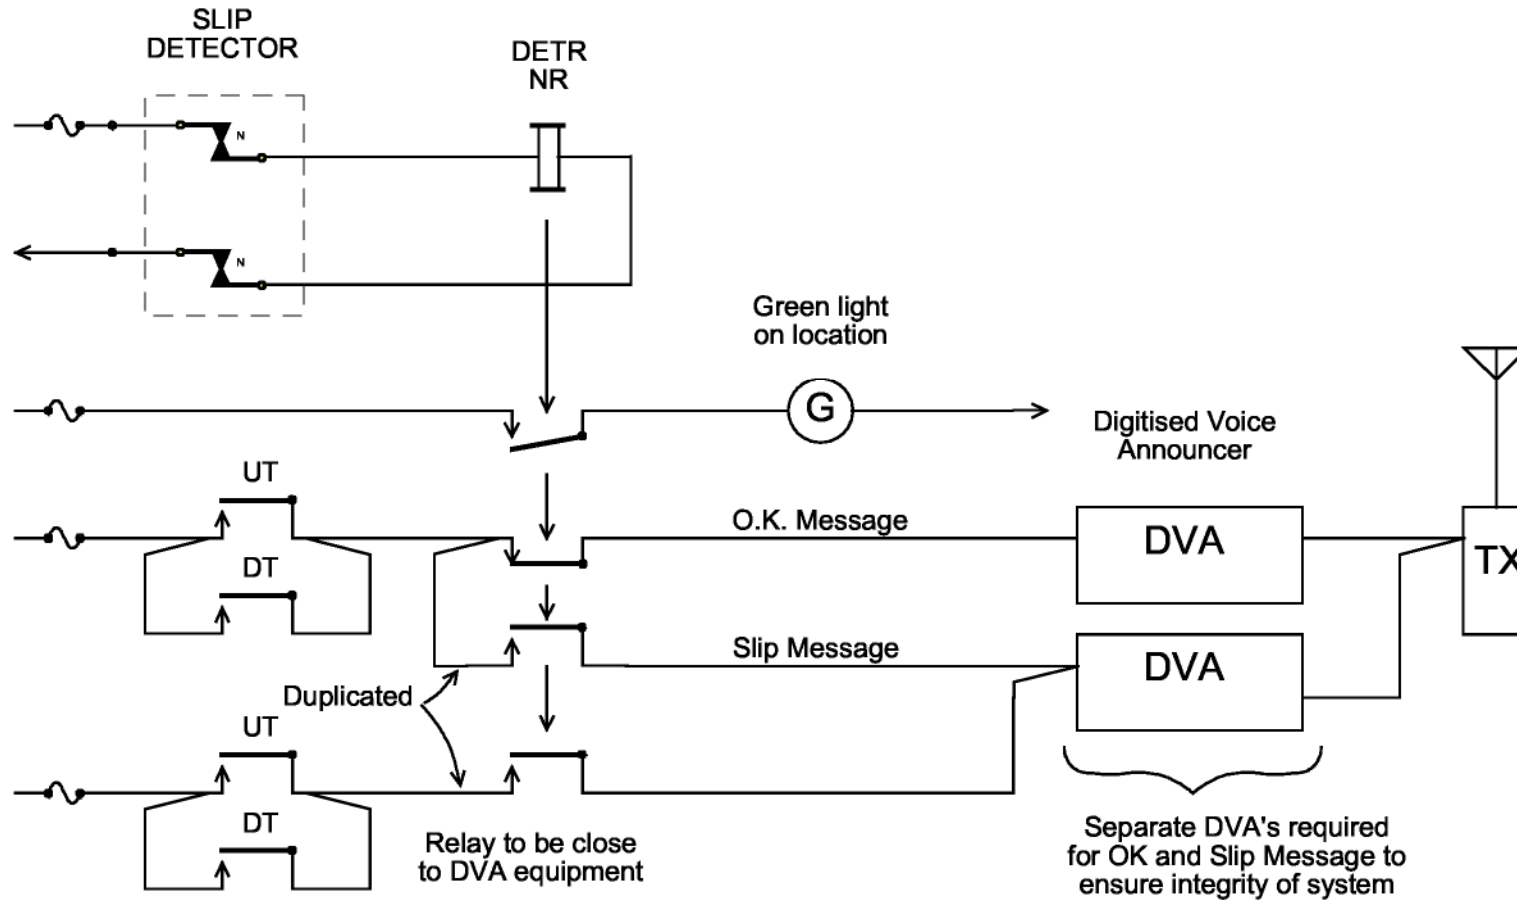 SLIP
DETECTOR
DETR
NR
N
N
Green light
on location
G
Digitised Voice
Announcer
UT
O.K. Message
DVA
TX
DT
Slip Message
DVA
Duplicated
UT
DT
Relay to be close
to DVA equipment
Separate DVA's required
for OK and Slip Message to
ensure integrity of system